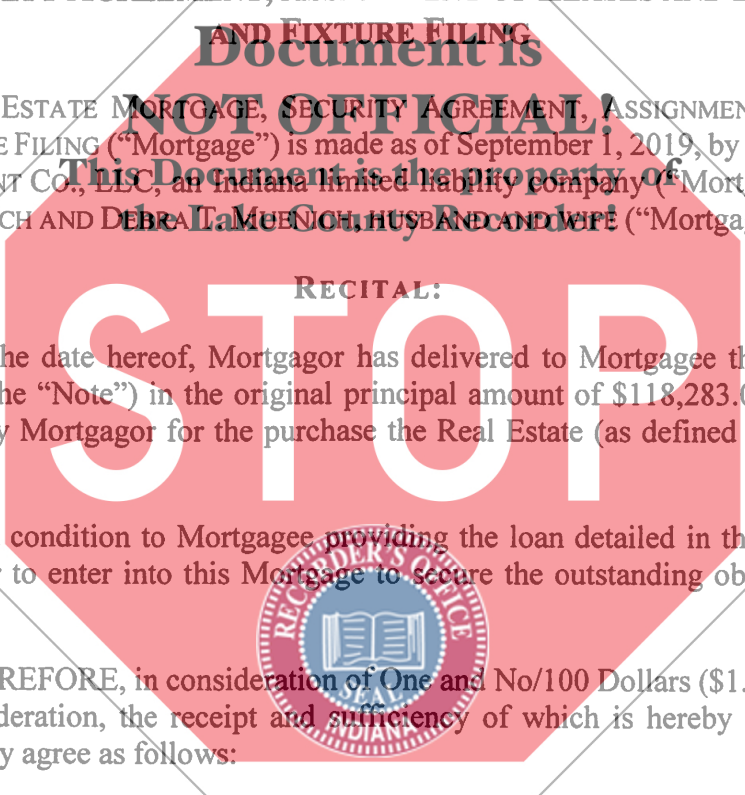 AND FIXTURE FILING
Document is
NOT OFFICIAL!
This Document is the property of
the Lake County Recorder!
ESTATE MORTGAGE, SECURITY AGREEMENT, ASSIGNMEN
E FILING (“Mortgage”) is made as of September 1, 2019, by
NT CO., LLC, an Indiana limited liability company (“Mort
CH AND DEBRA T. MUENICH, HUSBAND AND WIFE (“Mortga
RECITAL:
STOP
he date hereof, Mortgagor has delivered to Mortgagee th
he “Note”) in the original principal amount of $118,283.0
y Mortgagor for the purchase the Real Estate (as defined
condition to Mortgagee providing the loan detailed in th
r to enter into this Mortgage to secure the outstanding ob
RECORDER'S OFFICE
SEAL
INDIANA
REFORE, in consideration of One and No/100 Dollars ($1.
deration, the receipt and sufficiency of which is hereby
y agree as follows: